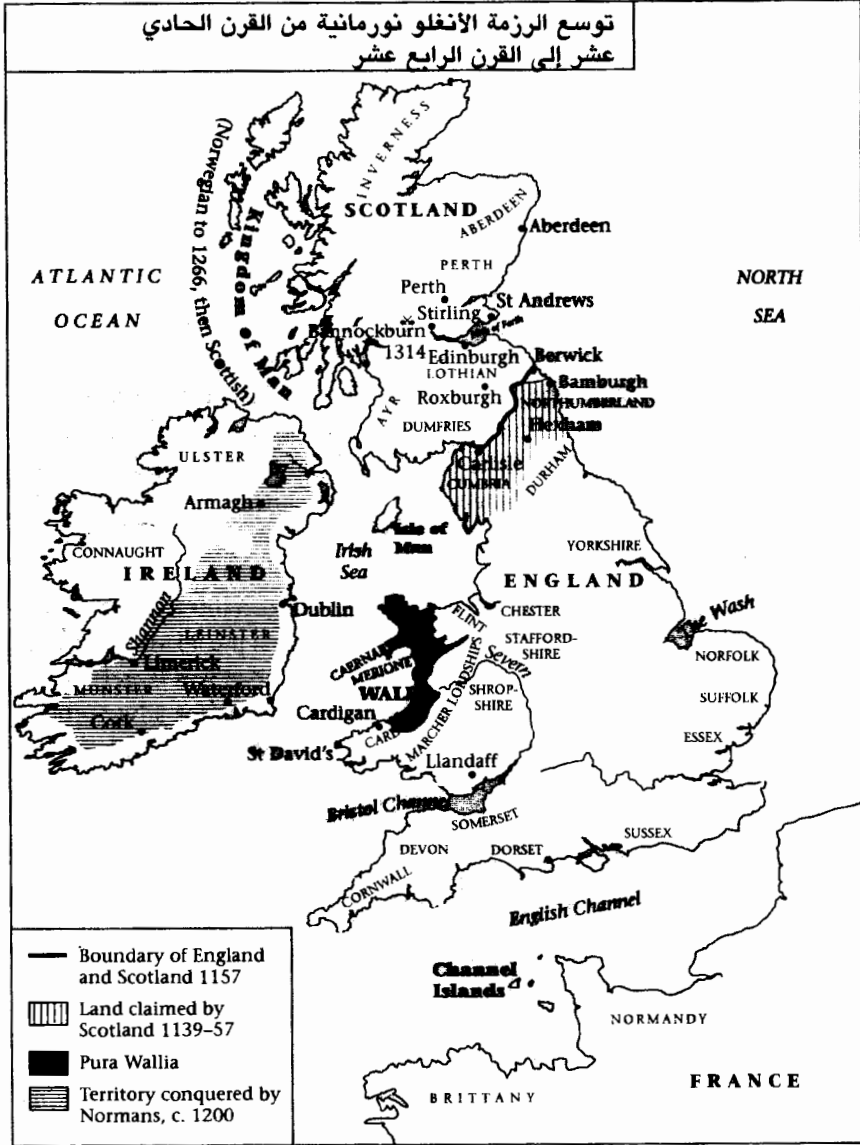 توسع الرزمة الأنغلو نورمانية من القرن الحادي
عشر إلى القرن الرابع عشر
INVERNESS
SCOTLAND
ABERDEEN
Aberdeen
Kingdom of Man
(Norwegian to 1266, then Scottish)
ATLANTIC
OCEAN
NORTH
SEA
PERTH
Perth
St Andrews
Stirling
Bannockburn
1314
Edinburgh
LOTHIAN
Berwick
Roxburgh
Bamburgh
NORTHUMBERLAND
AYR
DUMFRIES
Hexham
Carlisle
CUMBRIA
DURHAM
ULSTER
Armagh
Isle of
Man
Irish
Sea
CONNAUGHT
IRELAND
YORKSHIRE
ENGLAND
Shannon
Dublin
LEINSTER
FLINT
CHESTER
STAFFORD-
SHIRE
The Wash
NORFOLK
Limerick
MUNSTER
Waterford
Cork
MERIONE
WAL
Severn
MARCHER LORDSHIPS
SHROP-
SHIRE
SUFFOLK
Cardigan
St David's
ESSEX
Llandaff
Bristol Channel
SOMERSET
DEVON
DORSET
SUSSEX
CORNWALL
English Channel
Channel
Islands
NORMANDY
BRITTANY
FRANCE
Boundary of England
and Scotland 1157
Land claimed by
Scotland 1139–57
Pura Wallia
Territory conquered by
Normans, c. 1200